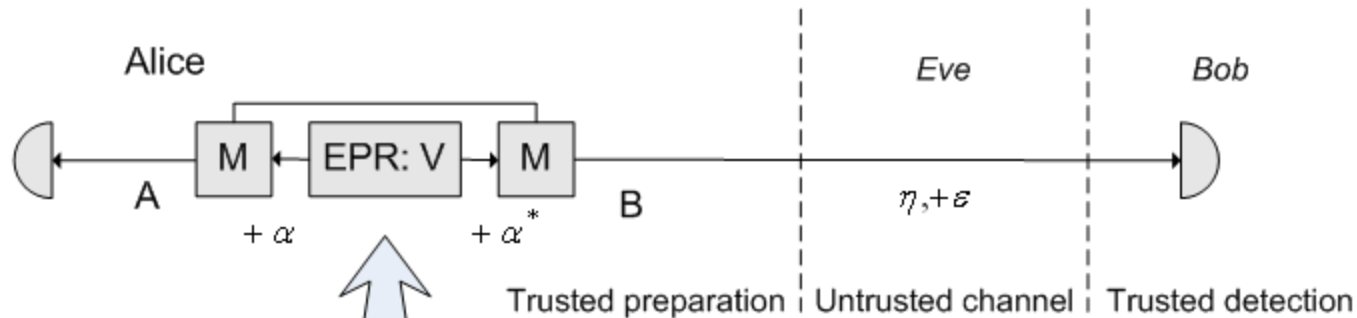 Alice
Eve
Bob
M
EPR: V
M
A
B
+ α
+ α*
η,+ε
Trusted preparation
Untrusted channel
Trusted detection